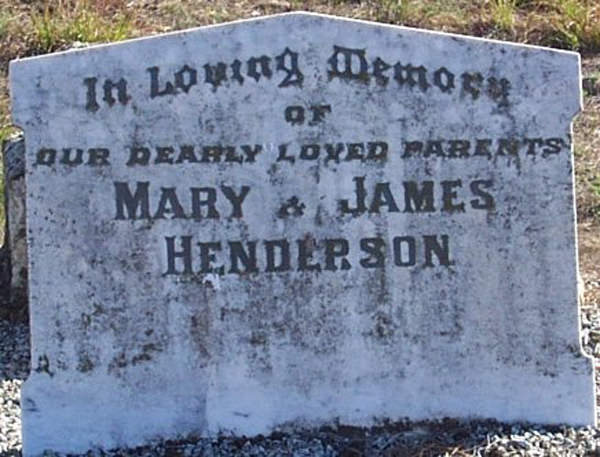 In Loving Memory
OF
OUR DEARLY LOVED PARENTS
MARY & JAMES
HENDERSON